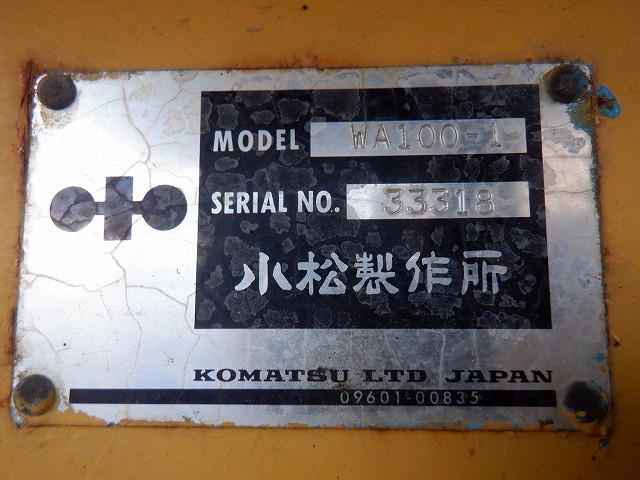 MODEL WA100-1
SERIAL NO. 33318
小松製作所
KOMATSU LTD. JAPAN
09601-00835